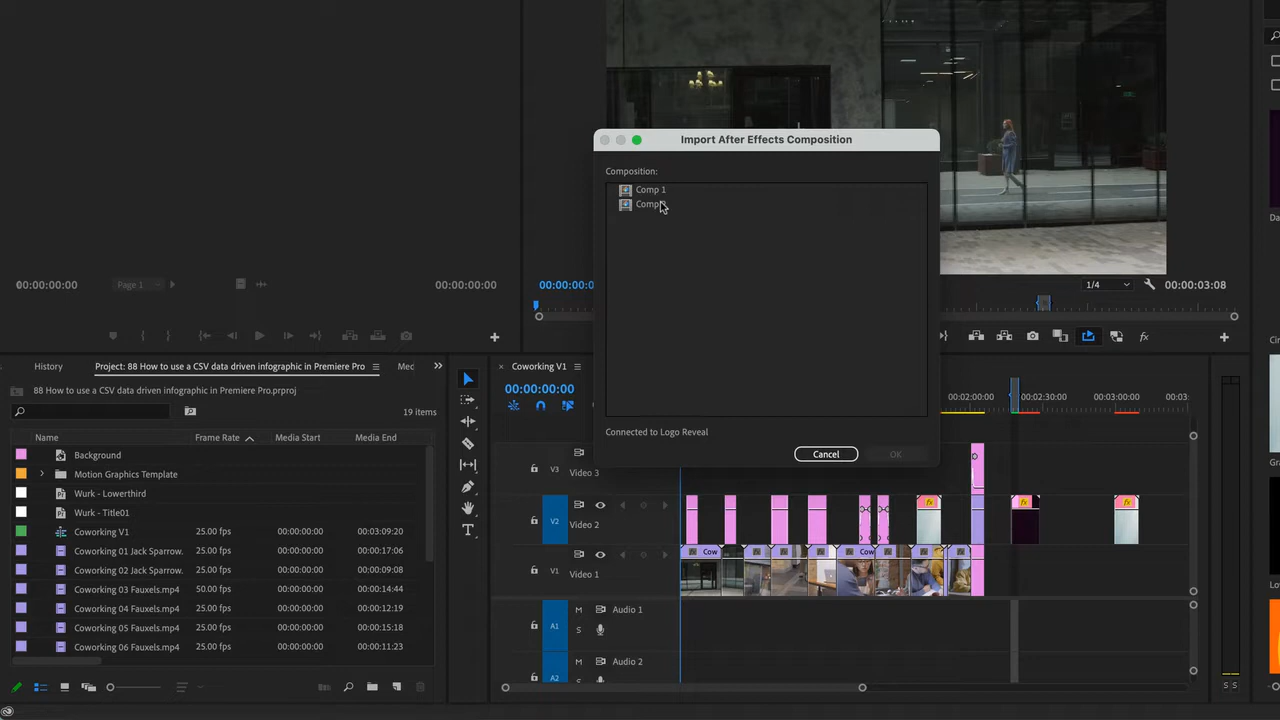 Import After Effects Composition
Composition:
Comp 1
Comp
Connected to Logo Reveal
Cancel
OK
00:00:00:00
Page 1
00:00:00:00
00:00:00:0
1/4
00:00:03:08
History
Project: 88 How to use a CSV data driven infographic in Premiere Pro
Med
88 How to use a CSV data driven infographic in Premiere Pro.prproj
19 items
Name
Frame Rate
Media Start
Media End
Background
Motion Graphics Template
Wurk - Lowerthird
Wurk - Title01
Coworking V1
25.00 fps
00:00:00:00
00:03:09:20
Coworking 01 Jack Sparrow.
25.00 fps
00:00:00:00
00:00:17:06
Coworking 02 Jack Sparrow.
25.00 fps
00:00:00:00
00:00:09:08
Coworking 03 Fauxels.mp4
50.00 fps
00:00:00:00
00:00:14:44
Coworking 04 Fauxels.mp4
25.00 fps
00:00:00:00
00:00:12:19
Coworking 05 Fauxels.mp4
25.00 fps
00:00:00:00
00:00:15:18
Coworking 06 Fauxels.mp4
25.00 fps
00:00:00:00
00:00:11:23
Coworking V1
00:00:00:00
00:02:00:00
00:02:30:00
00:03:00:00
00:03:
V3
Video 3
V2
Video 2
V1
Video 1
Cow
Cow
fx
fx
fx
fx
A1
M
S
Audio 1
A2
M
Audio 2
S S
T
Da
Cir
Gra
Lo